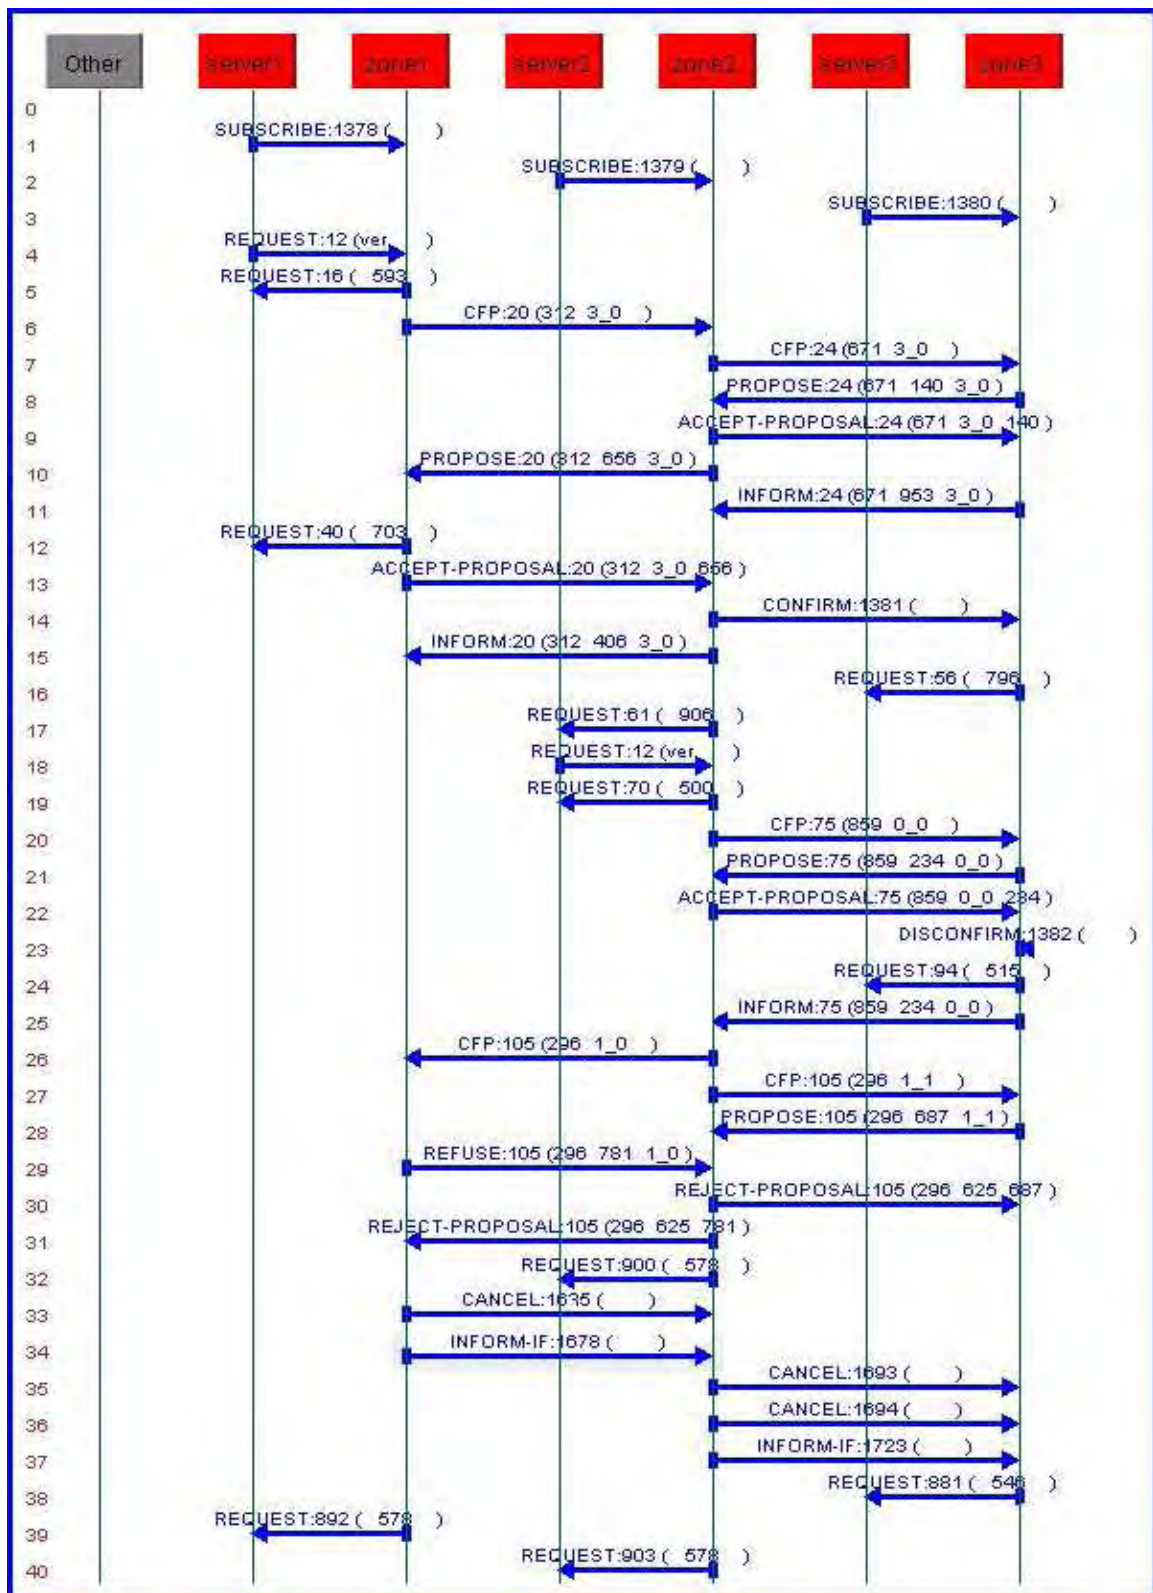 Other server1 zone1 server2 zone2 server3 zone3
0
SUBSCRIBE:1378 ( )
1
SUBSCRIBE:1379 ( )
2
SUBSCRIBE:1380 ( )
3
REQUEST:12 (ver )
4
REQUEST:16 ( 593 )
5
CFP:20 (312 3_0 )
6
CFP:24 (671 3_0 )
7
PROPOSE:24 (671 140 3_0 )
8
ACCEPT-PROPOSAL:24 (671 3_0 140 )
9
PROPOSE:20 (312 656 3_0 )
10
INFORM:24 (671 953 3_0 )
11
REQUEST:40 ( 703 )
12
ACCEPT-PROPOSAL:20 (312 3_0 656 )
13
CONFIRM:1381 ( )
14
INFORM:20 (312 406 3_0 )
15
REQUEST:56 ( 796 )
16
REQUEST:61 ( 906 )
17
REQUEST:12 (ver )
18
REQUEST:70 ( 500 )
19
CFP:75 (859 0_0 )
20
PROPOSE:75 (859 234 0_0 )
21
ACCEPT-PROPOSAL:75 (859 0_0 234 )
22
DISCONFIRM:1382 ( )
23
REQUEST:94 ( 515 )
24
INFORM:75 (859 234 0_0 )
25
CFP:105 (296 1_0 )
26
CFP:105 (296 1_1 )
27
PROPOSE:105 (296 687 1_1 )
28
REFUSE:105 (296 781 1_0 )
29
REJECT-PROPOSAL:105 (296 625 687 )
30
REJECT-PROPOSAL:105 (296 625 781 )
31
REQUEST:900 ( 578 )
32
CANCEL:1635 ( )
33
INFORM-IF:1678 ( )
34
CANCEL:1693 ( )
35
CANCEL:1694 ( )
36
INFORM-IF:1723 ( )
37
REQUEST:881 ( 546 )
38
REQUEST:892 ( 578 )
39
REQUEST:903 ( 578 )
40